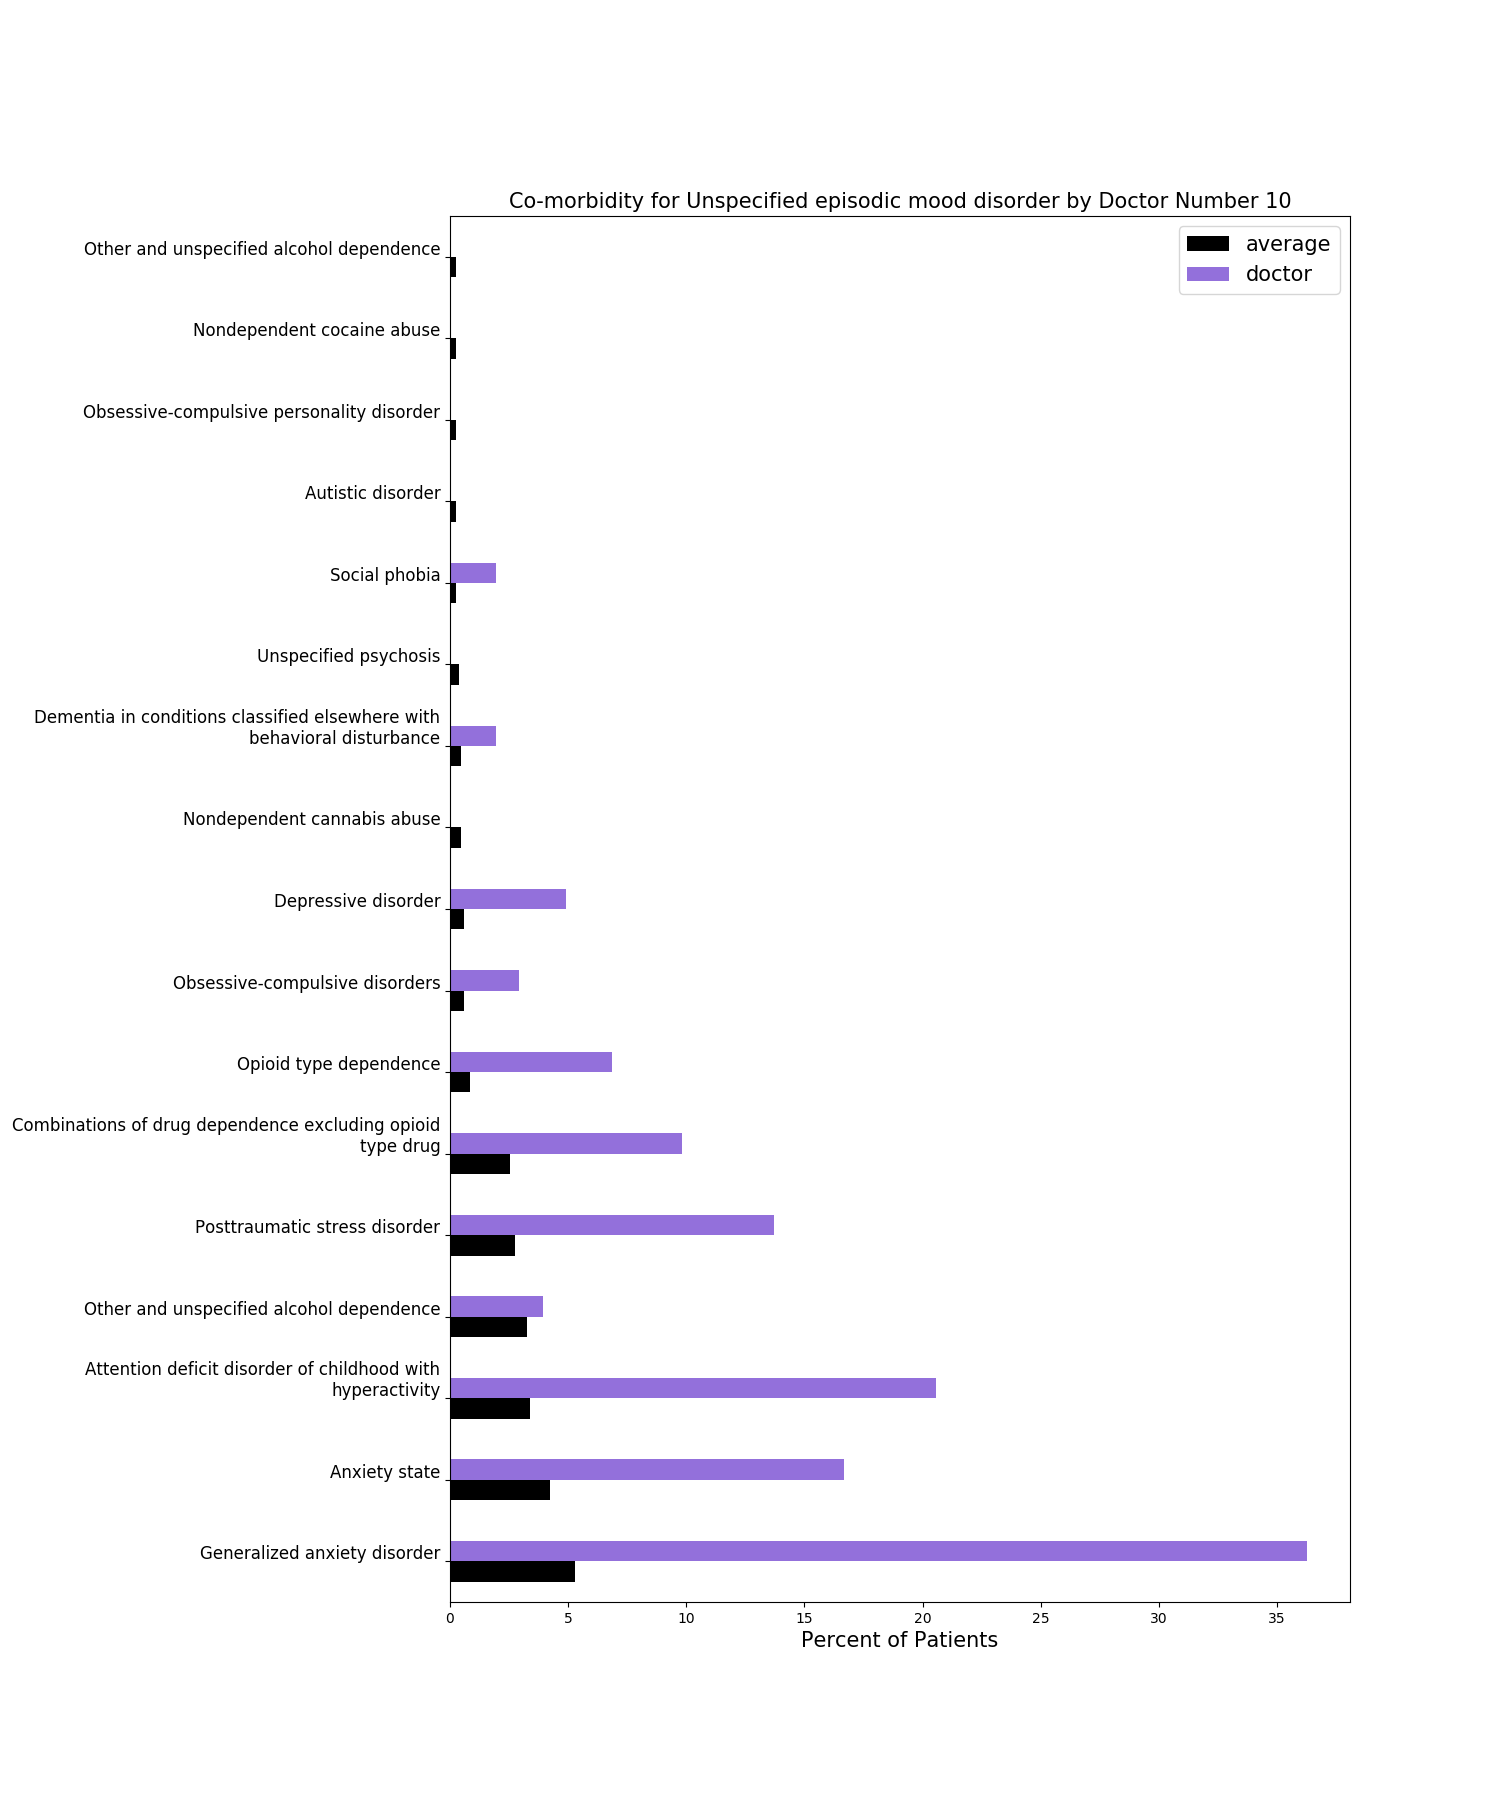 Co-morbidity for Unspecified episodic mood disorder by Doctor Number 10
average
doctor
Other and unspecified alcohol dependence
Nondependent cocaine abuse
Obsessive-compulsive personality disorder
Autistic disorder
Social phobia
Unspecified psychosis
Dementia in conditions classified elsewhere with
behavioral disturbance
Nondependent cannabis abuse
Depressive disorder
Obsessive-compulsive disorders
Opioid type dependence
Combinations of drug dependence excluding opioid
type drug
Posttraumatic stress disorder
Other and unspecified alcohol dependence
Attention deficit disorder of childhood with
hyperactivity
Anxiety state
Generalized anxiety disorder
0 5 10 15 20 25 30 35
Percent of Patients